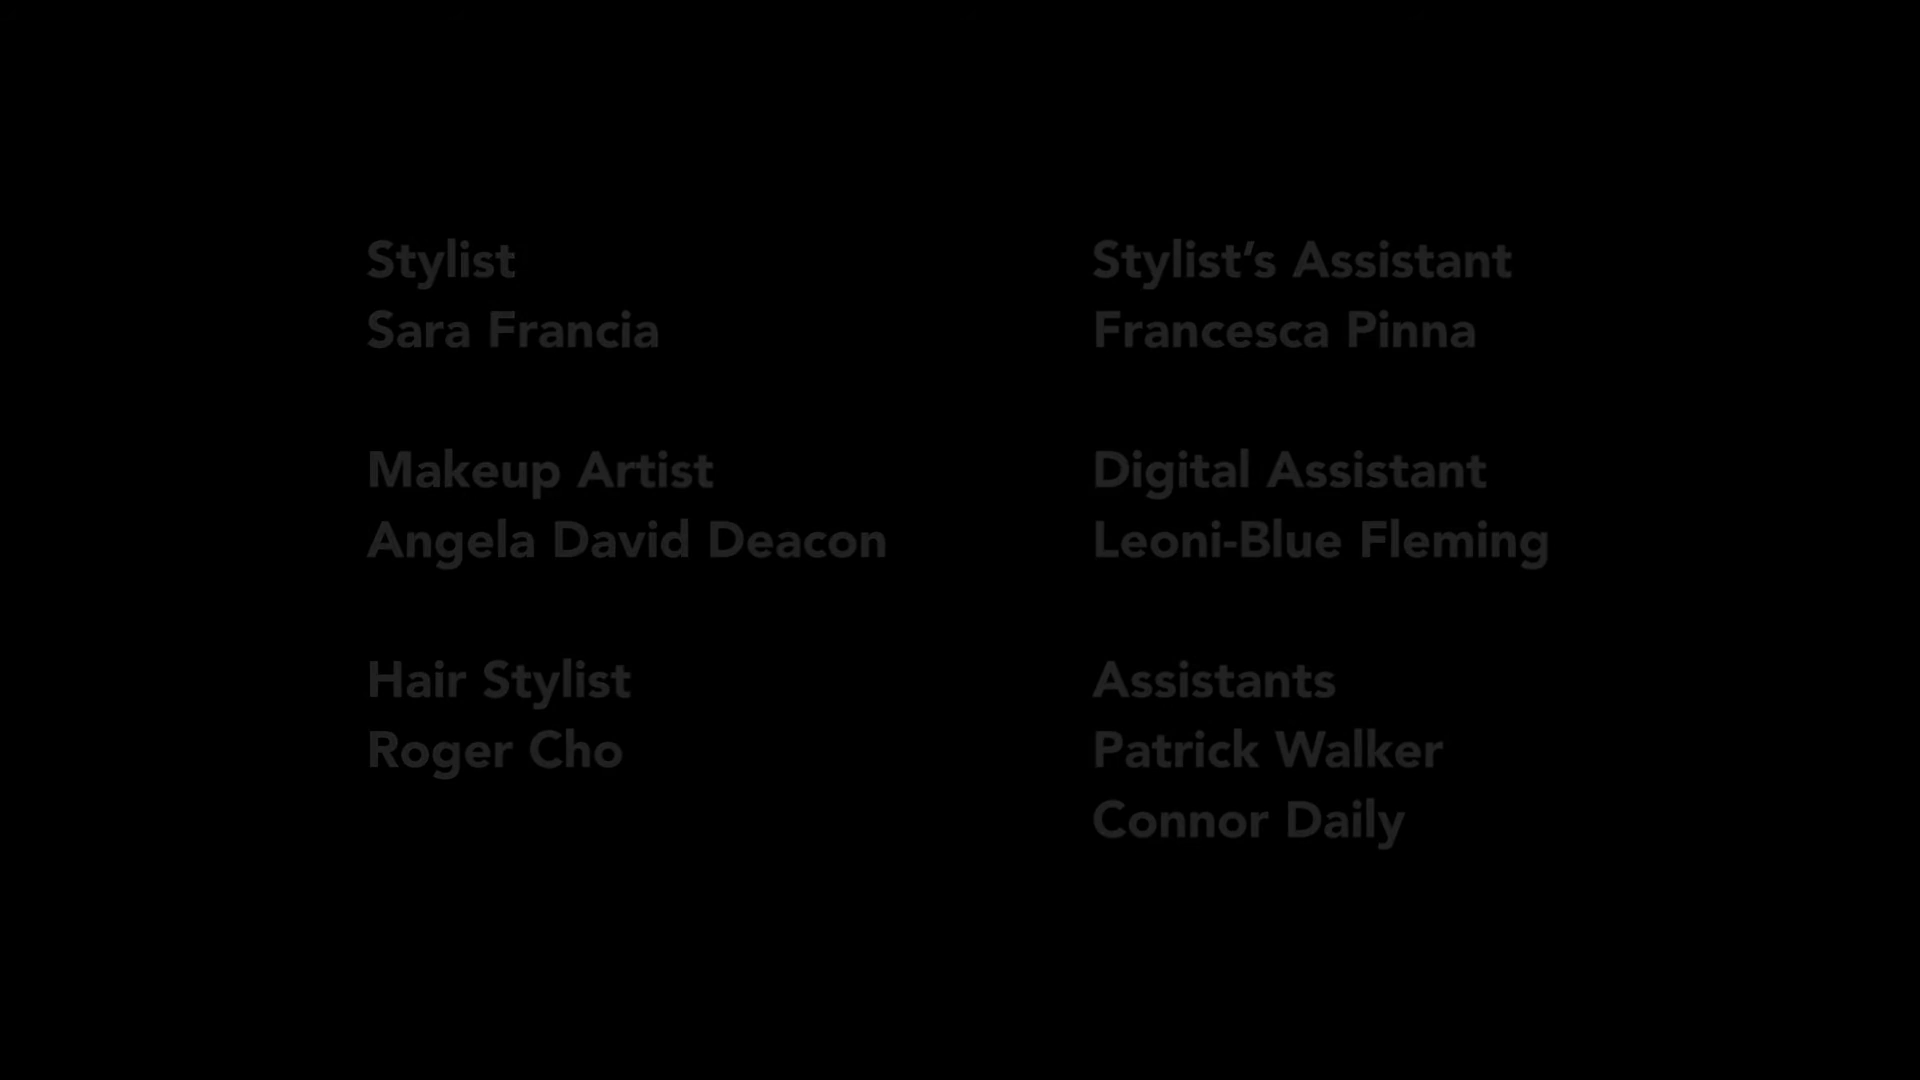 Stylist
Sara Francia
Makeup Artist
Angela David Deacon
Hair Stylist
Roger Cho
Stylist’s Assistant
Francesca Pinna
Digital Assistant
Leoni-Blue Fleming
Assistants
Patrick Walker
Connor Daily